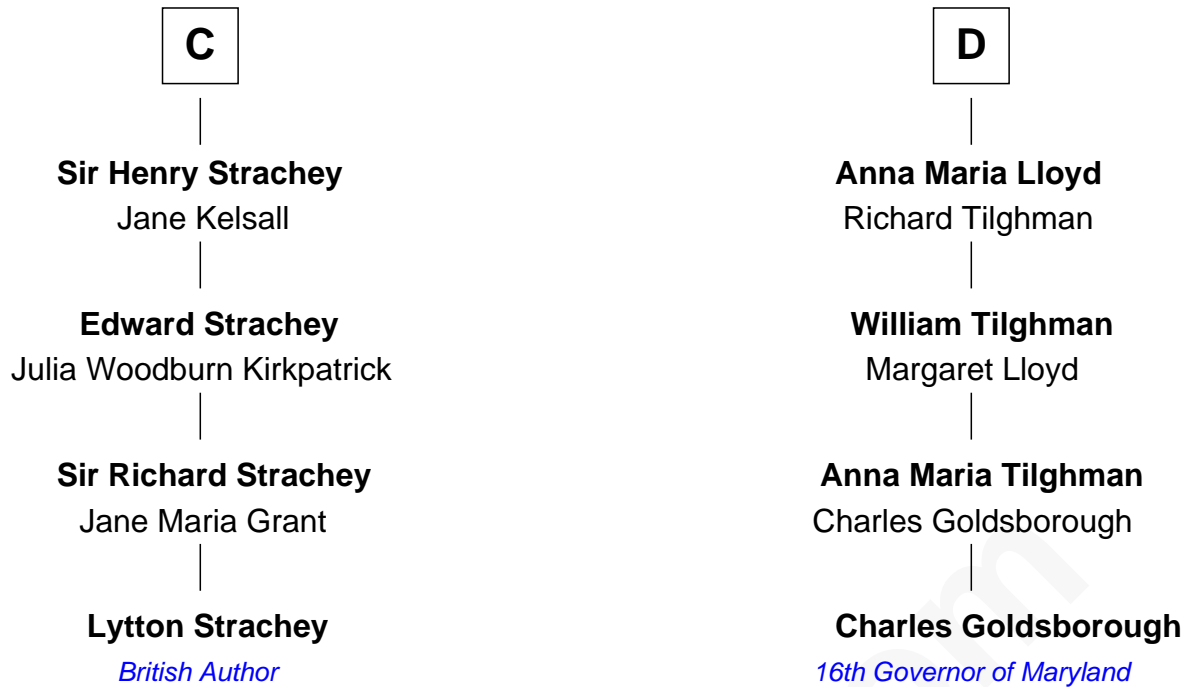 C
D
Sir Henry Strachey
Jane Kelsall
Anna Maria Lloyd
Richard Tilghman
Edward Strachey
Julia Woodburn Kirkpatrick
William Tilghman
Margaret Lloyd
Sir Richard Strachey
Jane Maria Grant
Anna Maria Tilghman
Charles Goldsborough
Lytton Strachey
British Author
Charles Goldsborough
16th Governor of Maryland